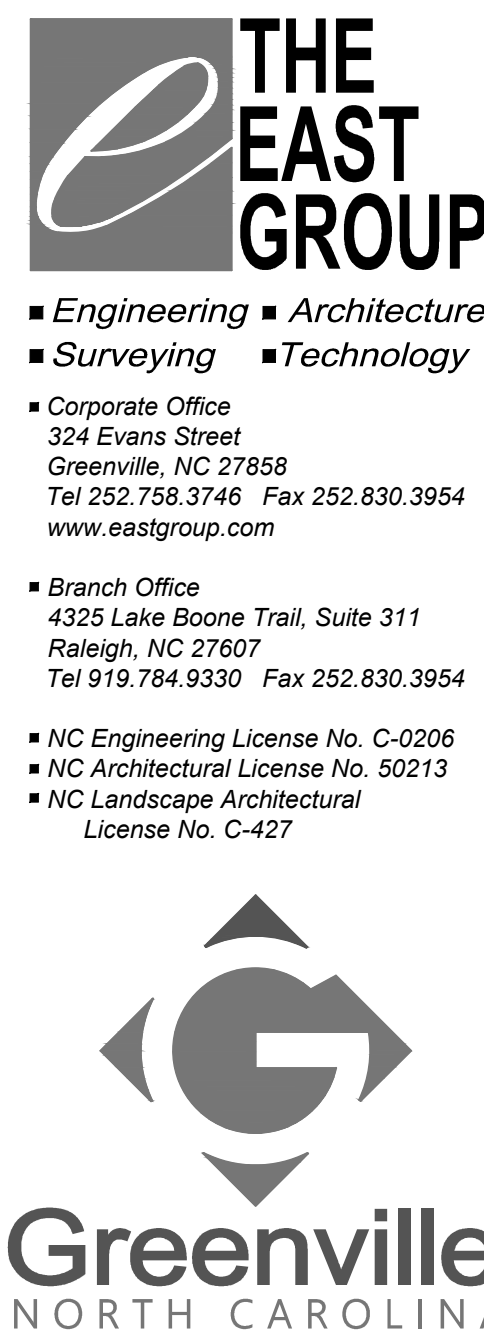 THE
EAST
GROUP
Engineering Architecture
Surveying Technology
Corporate Office
324 Evans Street
Greenville, NC 27858
Tel 252.758.3746 Fax 252.830.3954
www.eastgroup.com
Branch Office
4325 Lake Boone Trail, Suite 311
Raleigh, NC 27607
Tel 919.784.9330 Fax 252.830.3954
NC Engineering License No. C-0206
NC Architectural License No. 50213
NC Landscape Architectural
License No. C-427
Greenville
NORTH CAROLINA